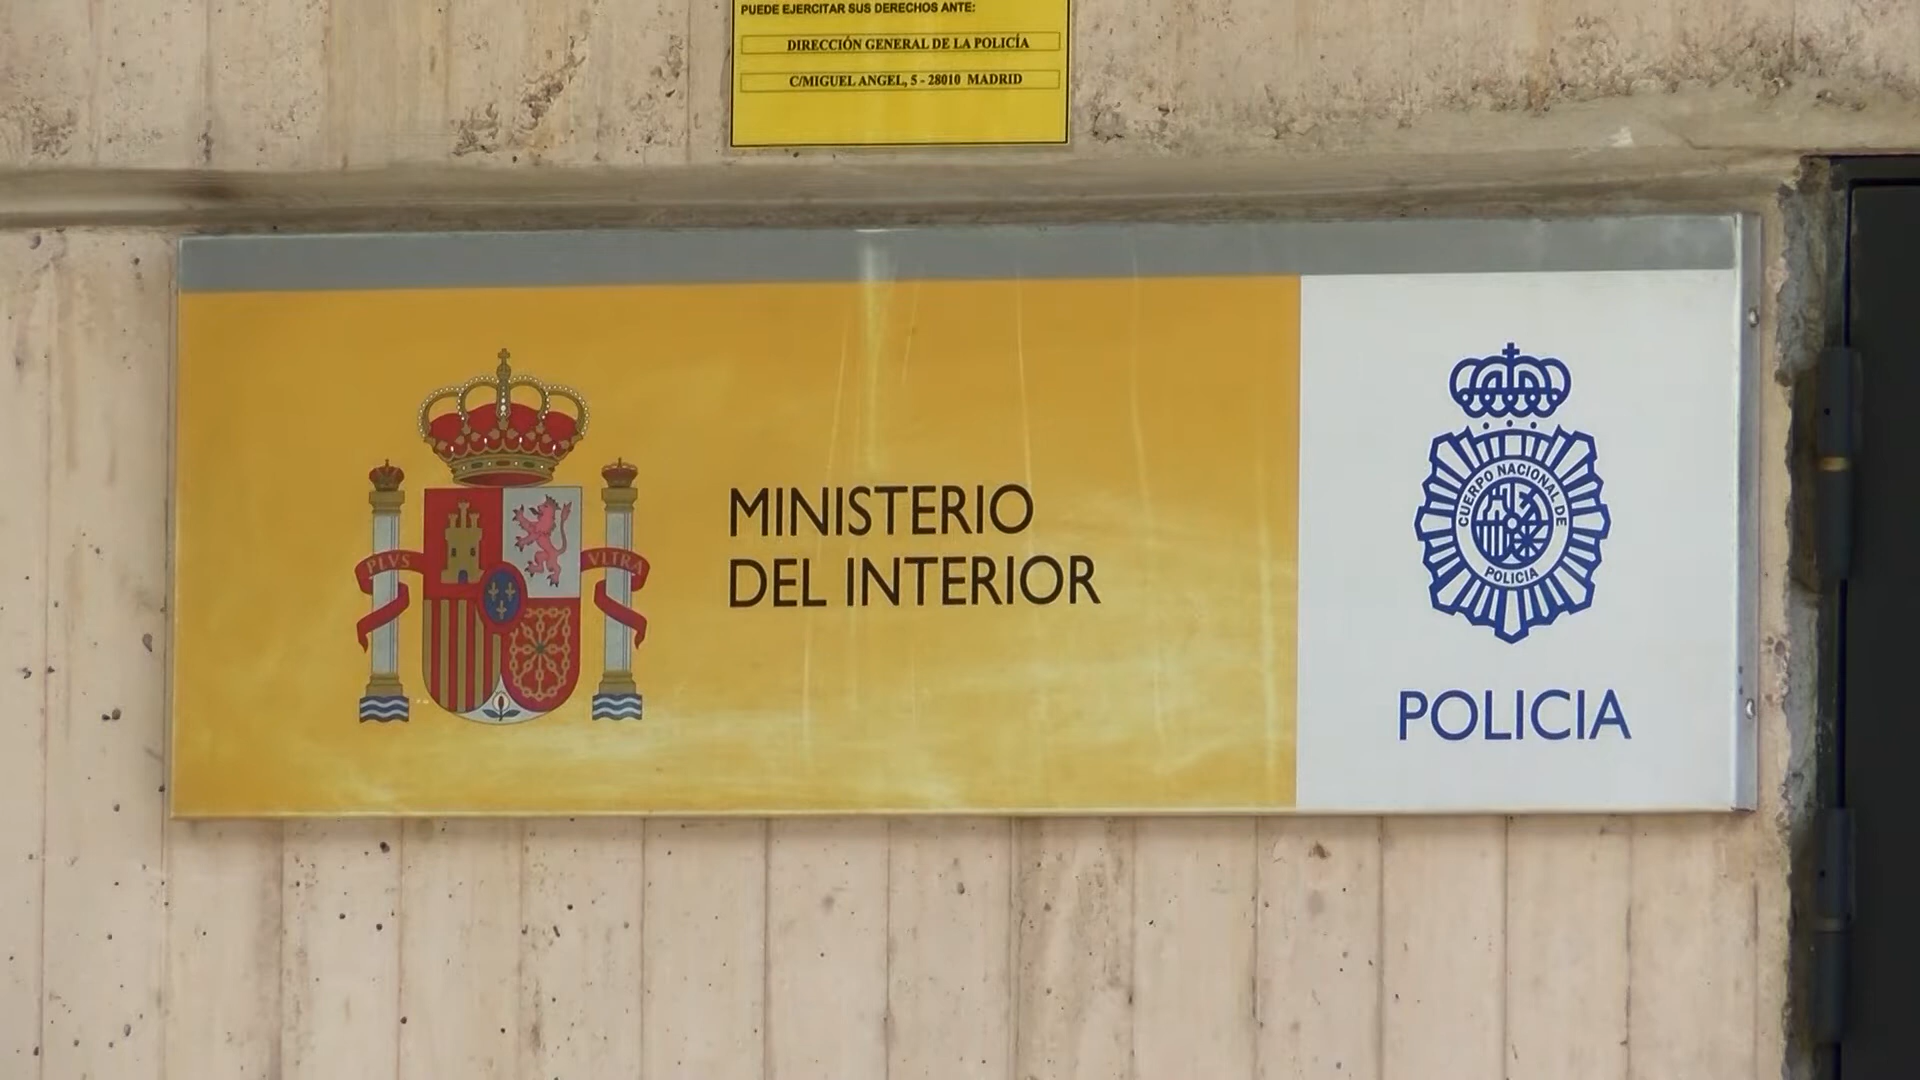 PUEDE EJERCITAR SUS DERECHOS ANTE:
DIRECCIÓN GENERAL DE LA POLICÍA
C/MIGUEL ANGEL, 5 - 28010 MADRID
PLVS VLTRA
MINISTERIO
DEL INTERIOR
CUERPO NACIONAL DE
POLICIA
POLICIA